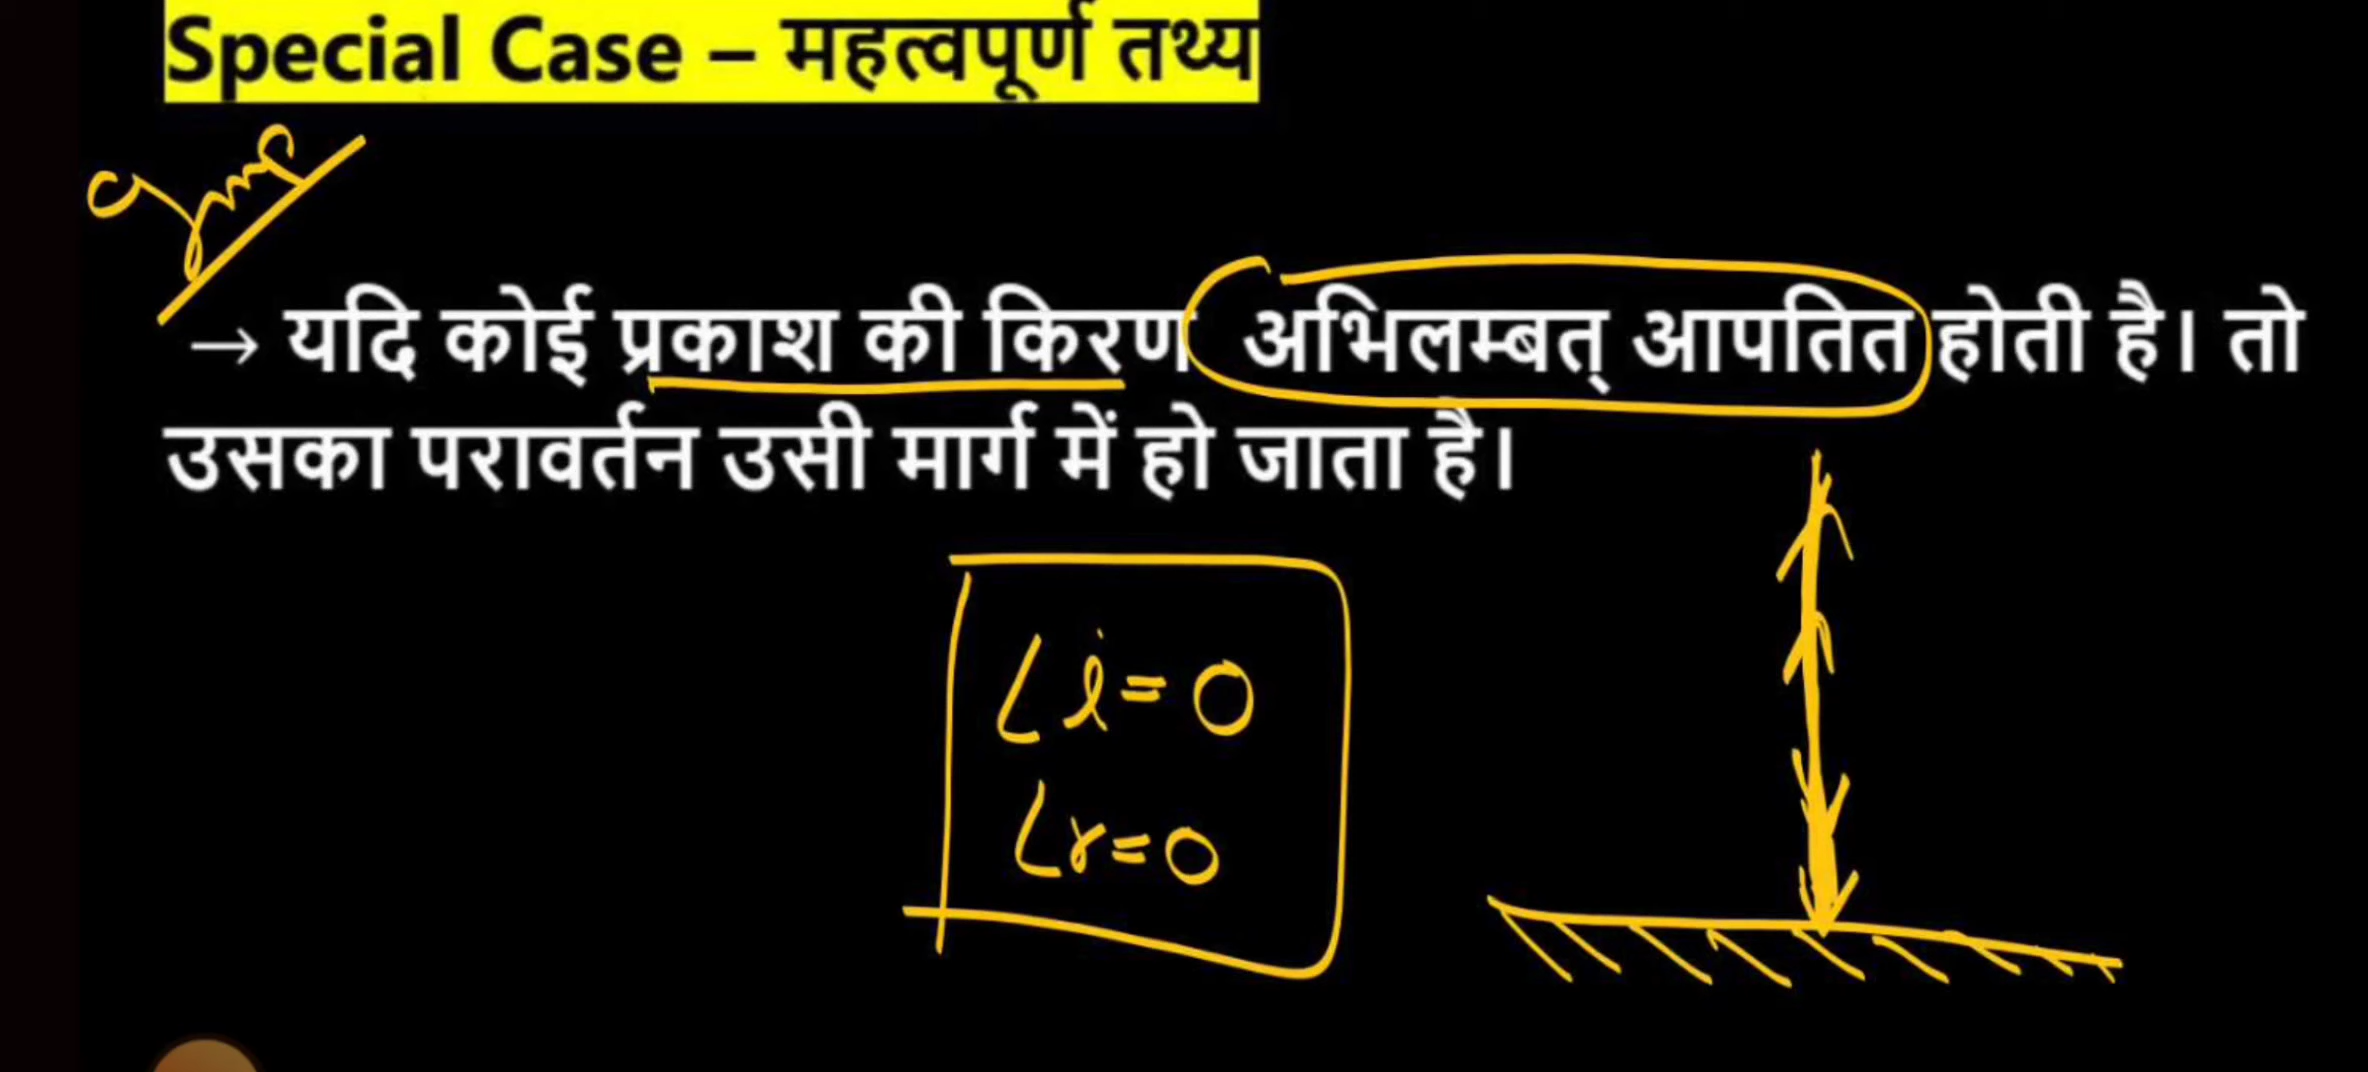 Special Case – महत्वपूर्ण तथ्य
Imp
→ यदि कोई प्रकाश की किरण अभिलम्बत् आपतित होती है। तो
उसका परावर्तन उसी मार्ग में हो जाता है।
∠i=0
∠r=0